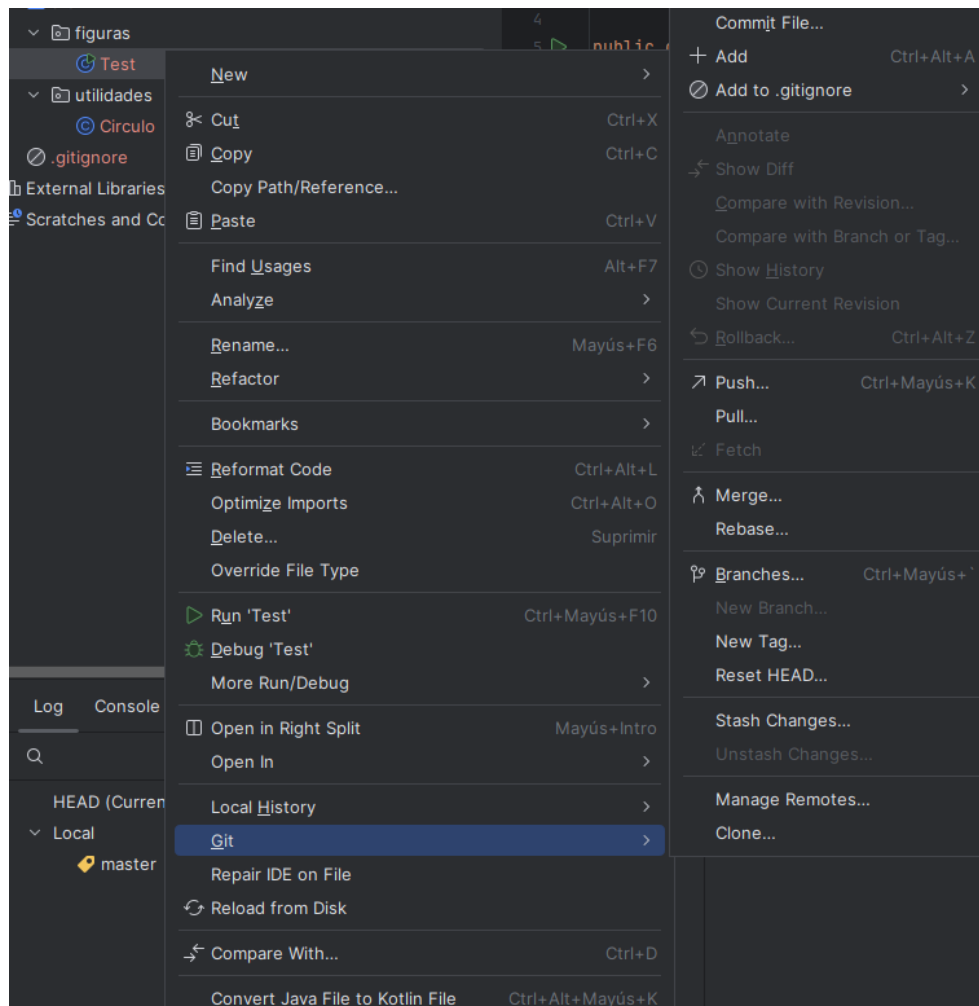 figuras
Test
utilidades
Circulo
.gitignore
External Libraries
Scratches and Co
4
5 public
New
Cut Ctrl+X
Copy Ctrl+C
Copy Path/Reference...
Paste Ctrl+V
Find Usages Alt+F7
Analyze
Rename... Mayús+F6
Refactor
Bookmarks
Reformat Code Ctrl+Alt+L
Optimize Imports Ctrl+Alt+O
Delete... Suprimir
Override File Type
Run 'Test' Ctrl+Mayús+F10
Debug 'Test'
More Run/Debug
Open in Right Split Mayús+Intro
Open In
Local History
Git
Repair IDE on File
Reload from Disk
Compare With... Ctrl+D
Convert Java File to Kotlin File Ctrl+Alt+Mayús+K
Commit File...
Add Ctrl+Alt+A
Add to .gitignore
Annotate
Show Diff
Compare with Revision...
Compare with Branch or Tag...
Show History
Show Current Revision
Rollback... Ctrl+Alt+Z
Push... Ctrl+Mayús+K
Pull...
Fetch
Merge...
Rebase...
Branches... Ctrl+Mayús+`
New Branch...
New Tag...
Reset HEAD...
Stash Changes...
Unstash Changes...
Manage Remotes...
Clone...
Log Console
HEAD (Curren
Local
master